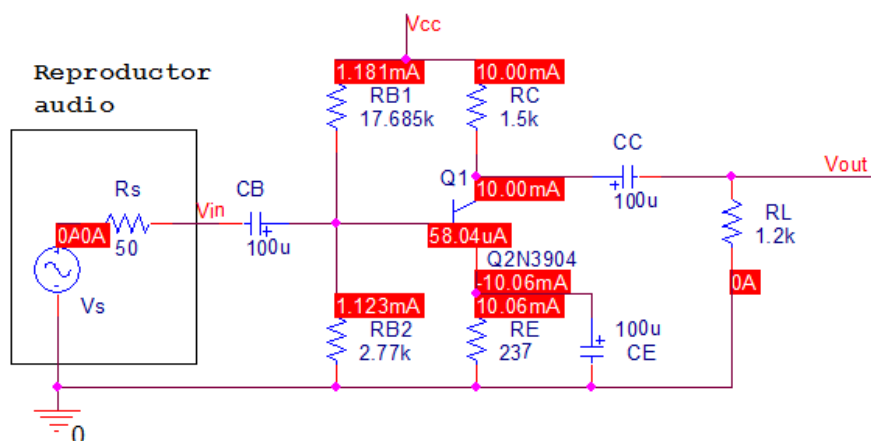 Vcc
Reproductor
audio
1.181mA
RB1
17.685k
10.00mA
RC
1.5k
CC
100u
Vout
Q1
10.00mA
Rs
50
Vin
CB
100u
0A0A
58.04uA
RL
1.2k
Q2N3904
-10.06mA
0A
Vs
1.123mA
RB2
2.77k
10.06mA
RE
237
100u
CE
0